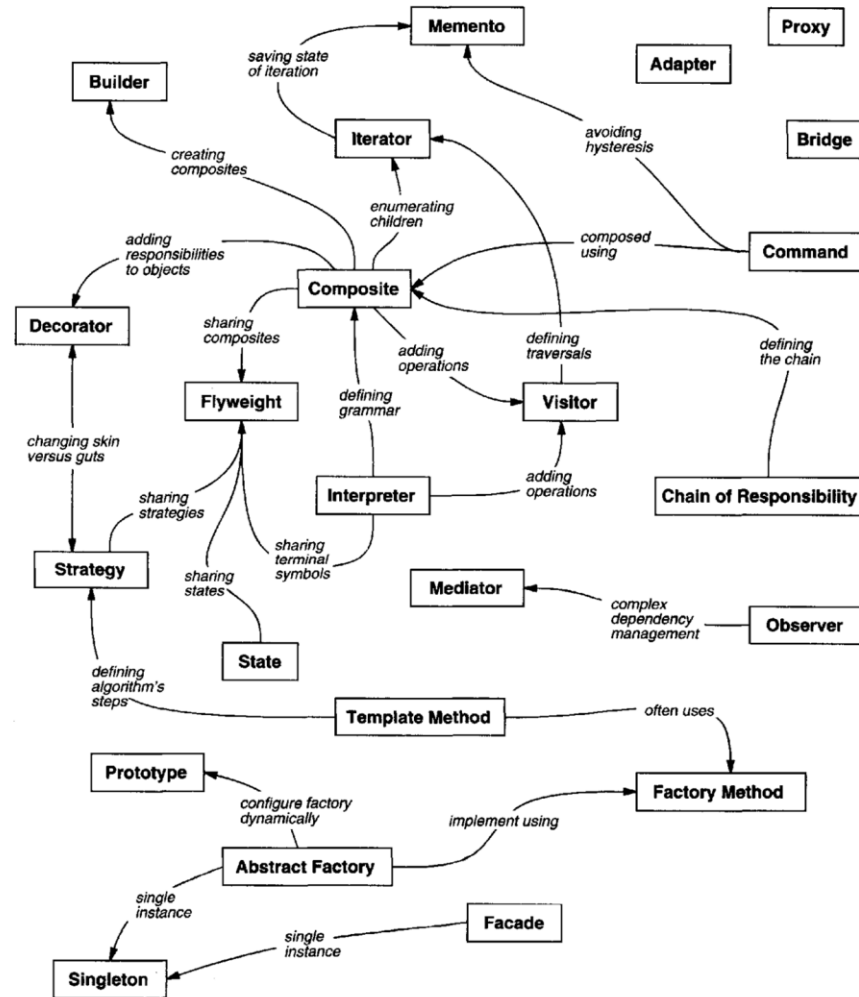 Memento
Proxy
saving state
of iteration
Adapter
Builder
Iterator
avoiding
hysteresis
Bridge
creating
composites
enumerating
children
adding
responsibilities
to objects
composed
using
Command
Composite
Decorator
sharing
composites
adding
operations
defining
traversals
defining
the chain
Flyweight
defining
grammar
Visitor
changing skin
versus guts
adding
operations
sharing
strategies
Interpreter
Chain of Responsibility
sharing
terminal
symbols
Strategy
sharing
states
Mediator
complex
dependency
management
Observer
State
defining
algorithm's
steps
Template Method
often uses
Prototype
Factory Method
configure factory
dynamically
implement using
Abstract Factory
single
instance
Facade
single
instance
Singleton